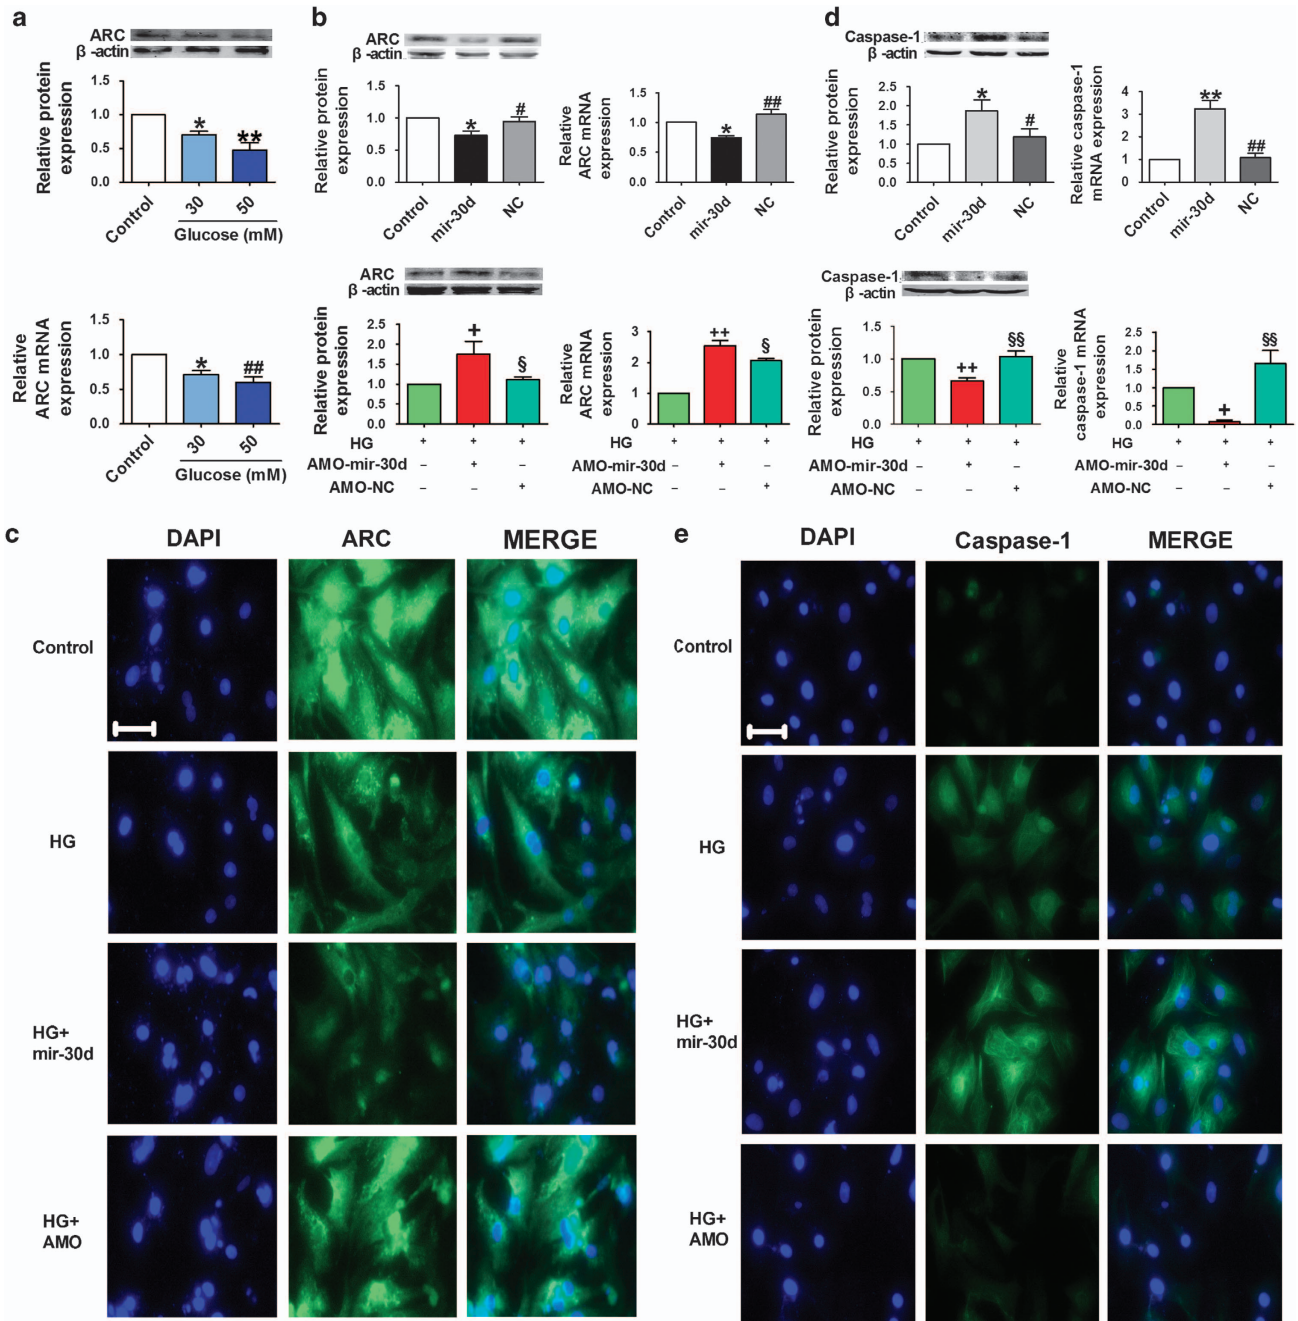 a
ARC
β -actin
Relative protein
expression
1.5
1.0
0.5
0.0
*
**
Control
30
50
Glucose (mM)
Relative
ARC mRNA
expression
1.5
1.0
0.5
0.0
*
##
Control
30
50
Glucose (mM)
b
ARC
β -actin
Relative protein
expression
1.5
1.0
0.5
0.0
*
#
Control
mir-30d
NC
Relative
ARC mRNA
expression
1.5
1.0
0.5
0.0
*
##
Control
mir-30d
NC
ARC
β -actin
Relative protein
expression
2.5
2.0
1.5
1.0
0.5
0.0
+
§
HG + + +
AMO-mir-30d – + –
AMO-NC – – +
Relative
ARC mRNA
expression
3
2
1
0
++
§
HG + + +
AMO-mir-30d – + –
AMO-NC – – +
d
Caspase-1
β -actin
Relative protein
expression
2.5
2.0
1.5
1.0
0.5
0.0
*
#
Control
mir-30d
NC
Relative caspase-1
mRNA expression
4
3
2
1
0
**
##
Control
mir-30d
NC
Caspase-1
β -actin
Relative protein
expression
1.5
1.0
0.5
0.0
++
§§
HG + + +
AMO-mir-30d – + –
AMO-NC – – +
Relative
caspase-1 mRNA
expression
2.5
2.0
1.5
1.0
0.5
0.0
+
§§
HG + + +
AMO-mir-30d – + –
AMO-NC – – +
c
DAPI ARC MERGE
Control
HG
HG+
mir-30d
HG+
AMO
e
DAPI Caspase-1 MERGE
Control
HG
HG+
mir-30d
HG+
AMO